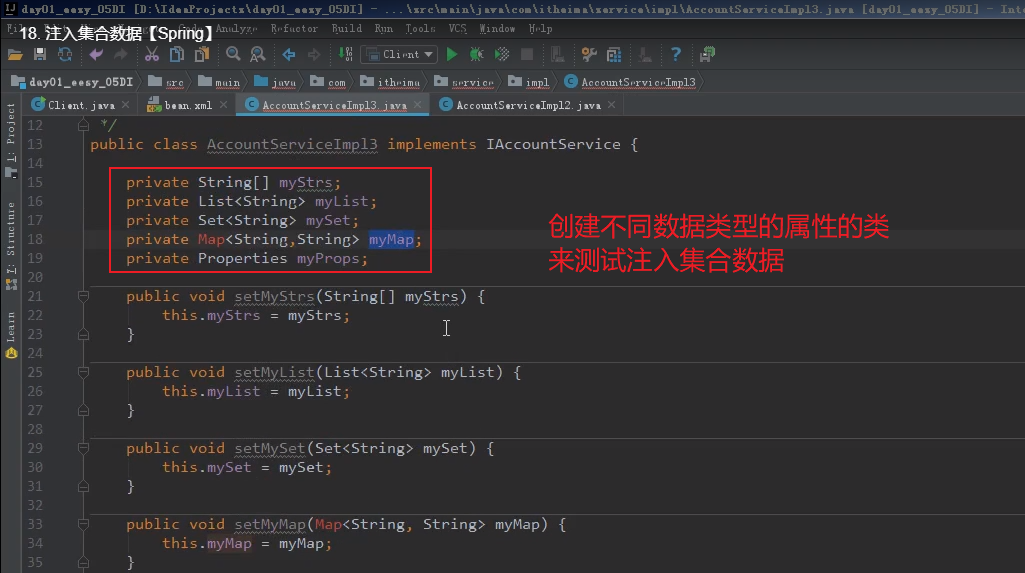 day01_eesy_05DI [D:\IdeaProjects\day01_eesy_05DI] - ...\src\main\java\com\itheima\service\impl\AccountServiceImpl3.java [day01_eesy_05DI] - Inte
18. 注入集合数据【Spring】
Analyze Refactor Build Run Tools VCS Window Help
Client
day01_eesy_05DI src main java com itheima service impl AccountServiceImpl3
Client.java bean.xml AccountServiceImpl3.java AccountServiceImpl2.java
1: Project
7: Structure
Learn
12 */
13 public class AccountServiceImpl3 implements IAccountService {
14
15 private String[] myStrs;
16 private List<String> myList;
17 private Set<String> mySet;
18 private Map<String,String> myMap;
19 private Properties myProps;
20
创建不同数据类型的属性的类
来测试注入集合数据
21 public void setMyStrs(String[] myStrs) {
22 this.myStrs = myStrs;
23 }
24
25 public void setMyList(List<String> myList) {
26 this.myList = myList;
27 }
28
29 public void setMySet(Set<String> mySet) {
30 this.mySet = mySet;
31 }
32
33 public void setMyMap(Map<String, String> myMap) {
34 this.myMap = myMap;
35 }